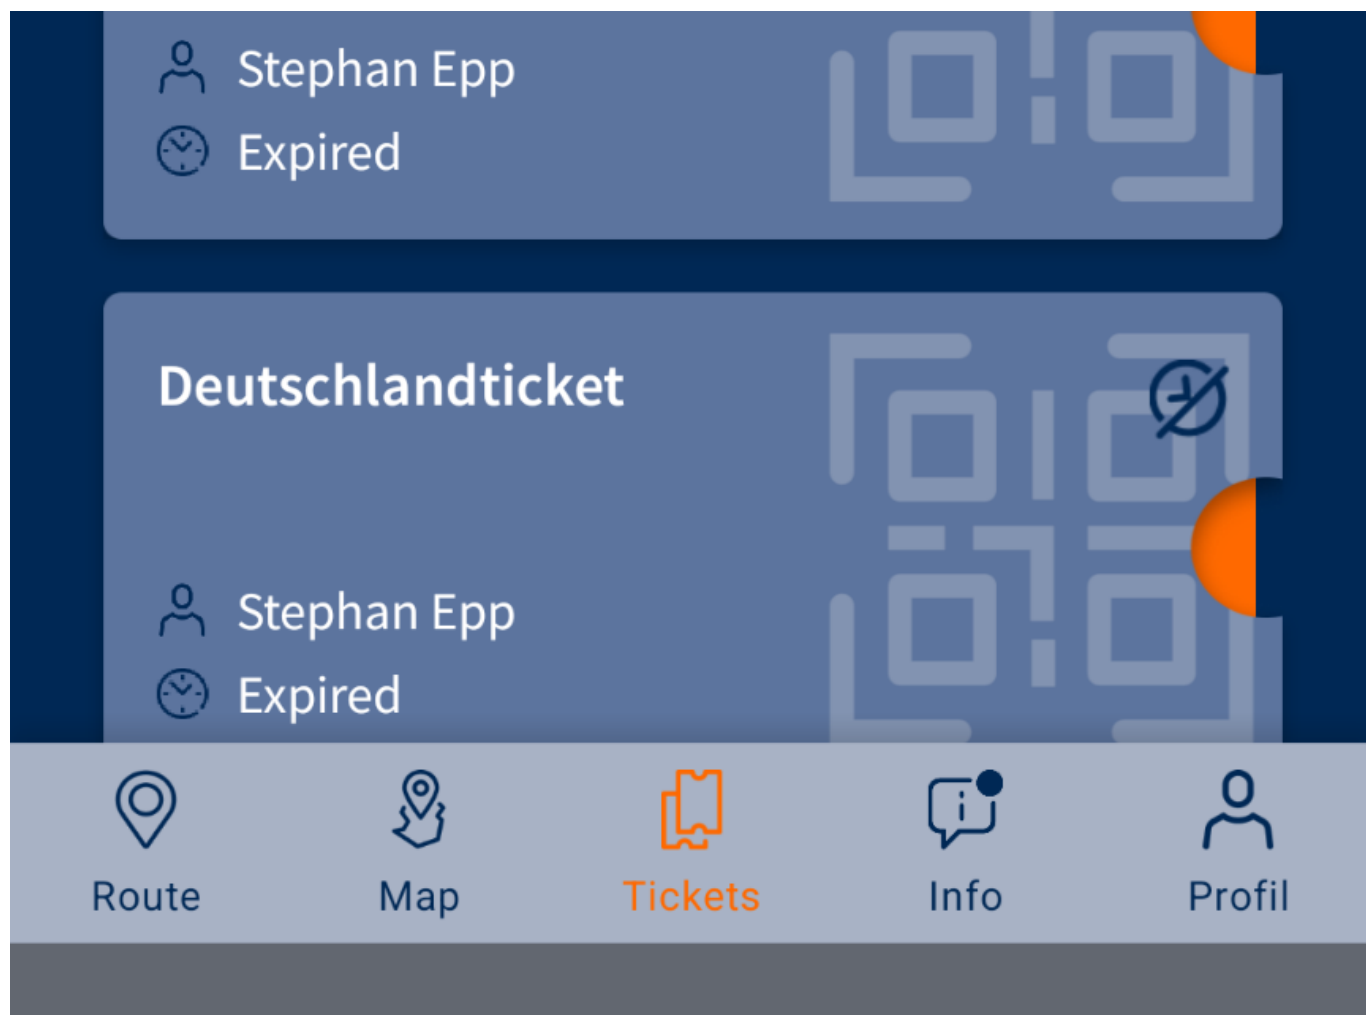 Stephan Epp
Expired
Deutschlandticket
Stephan Epp
Expired
Route
Map
Tickets
Info
Profil